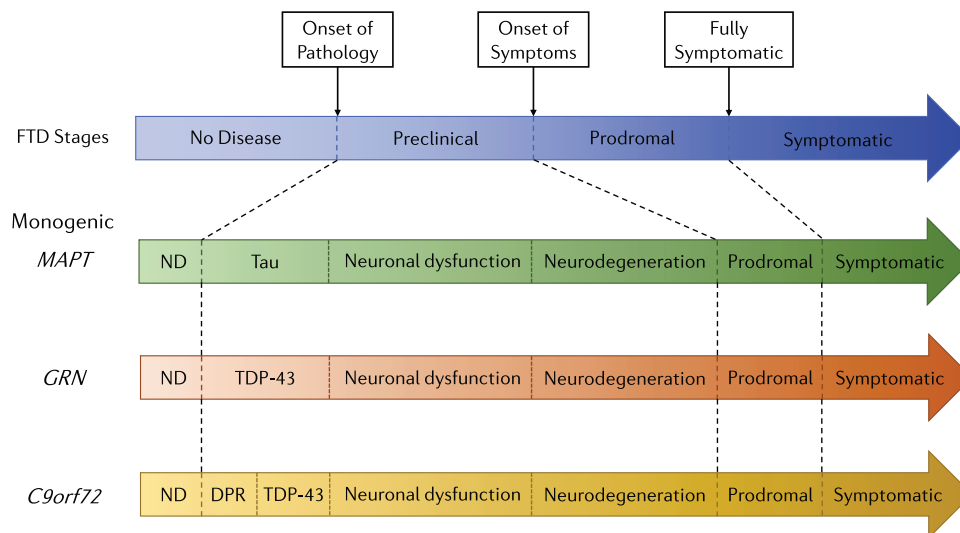 Onset of
Pathology
Onset of
Symptoms
Fully
Symptomatic
FTD Stages
No Disease
Preclinical
Prodromal
Symptomatic
Monogenic
MAPT
ND
Tau
Neuronal dysfunction
Neurodegeneration
Prodromal
Symptomatic
GRN
ND
TDP-43
Neuronal dysfunction
Neurodegeneration
Prodromal
Symptomatic
C9orf72
ND
DPR
TDP-43
Neuronal dysfunction
Neurodegeneration
Prodromal
Symptomatic